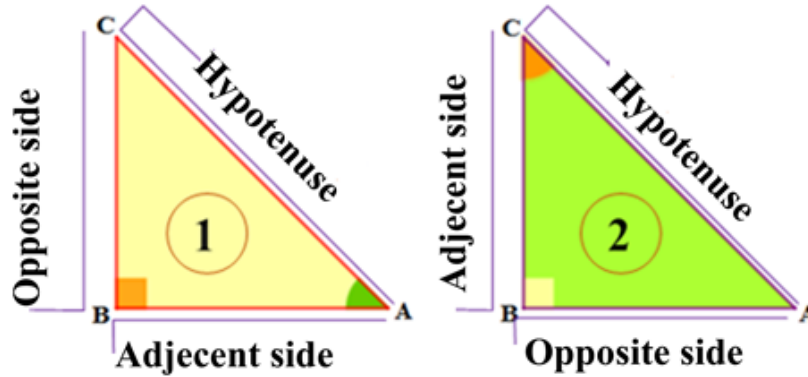 C
Hypotenuse
Opposite side
1
B
A
Adjecent side
C
Hypotenuse
Adjecent side
2
B
A
Opposite side